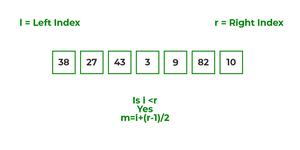 l = Left Index
r = Right Index
38 27 43 3 9 82 10
Is i <r
Yes
m=i+(r-1)/2